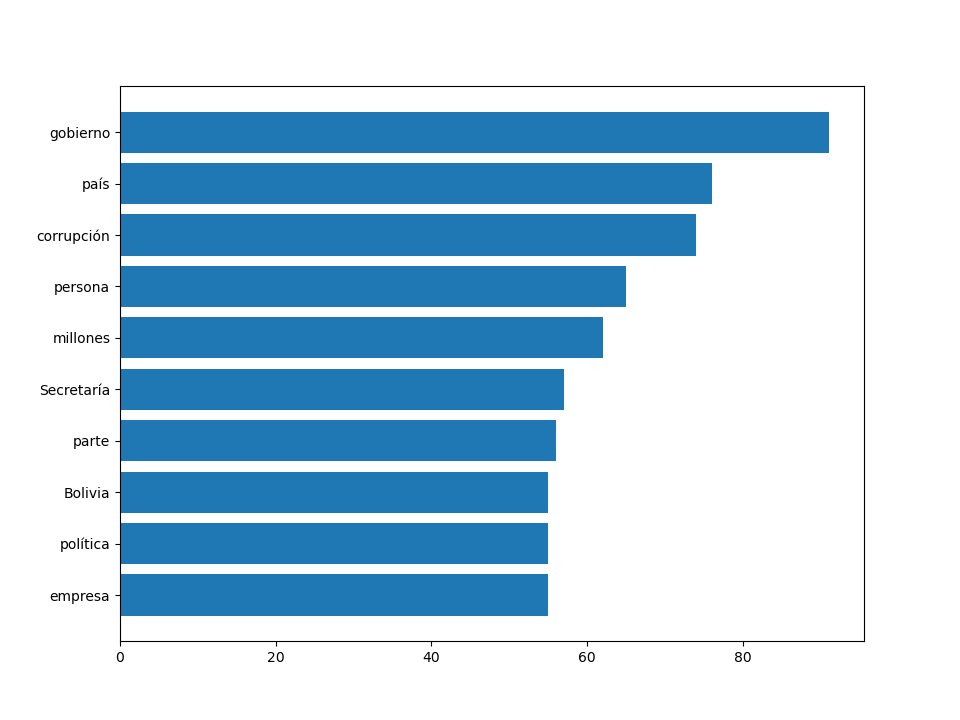 gobierno
país
corrupción
persona
millones
Secretaría
parte
Bolivia
política
empresa
0 20 40 60 80